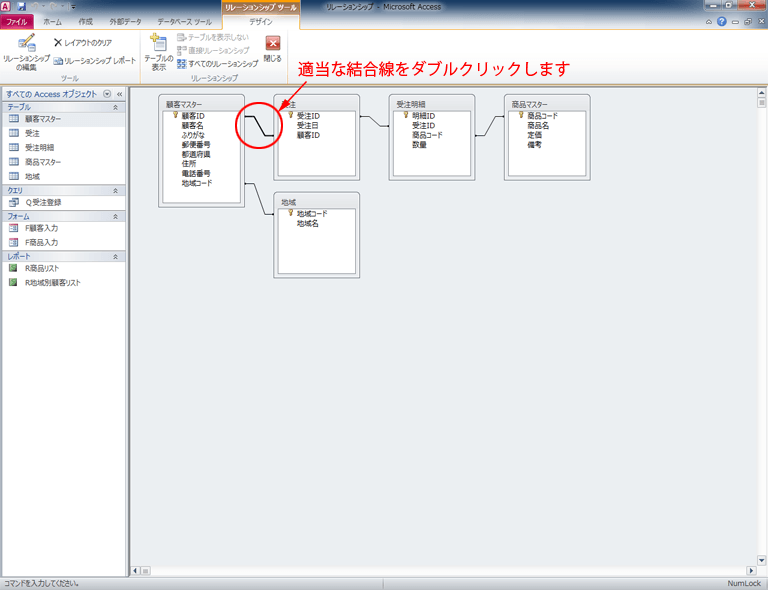 リレーションシップ ツール
リレーションシップ - Microsoft Access
ファイル
ホーム
作成
外部データ
データベース ツール
デザイン
リレーションシップ
の編集
レイアウトのクリア
リレーションシップ レポート
ツール
テーブルの
表示
テーブルを表示しない
直接リレーションシップ
すべてのリレーションシップ
閉じる
リレーションシップ
適当な結合線をダブルクリックします
すべての Access オブジェクト
テーブル
顧客マスター
受注
受注明細
商品マスター
地域
クエリ
Q受注登録
フォーム
F顧客入力
F商品入力
レポート
R商品リスト
R地域別顧客リスト
顧客マスター
顧客ID
顧客名
ふりがな
郵便番号
都道府県
住所
電話番号
地域コード
注
受注ID
受注日
顧客ID
受注明細
明細ID
受注ID
商品コード
数量
商品マスター
商品コード
商品名
定価
備考
地域
地域コード
地域名
コマンドを入力してください。
NumLock